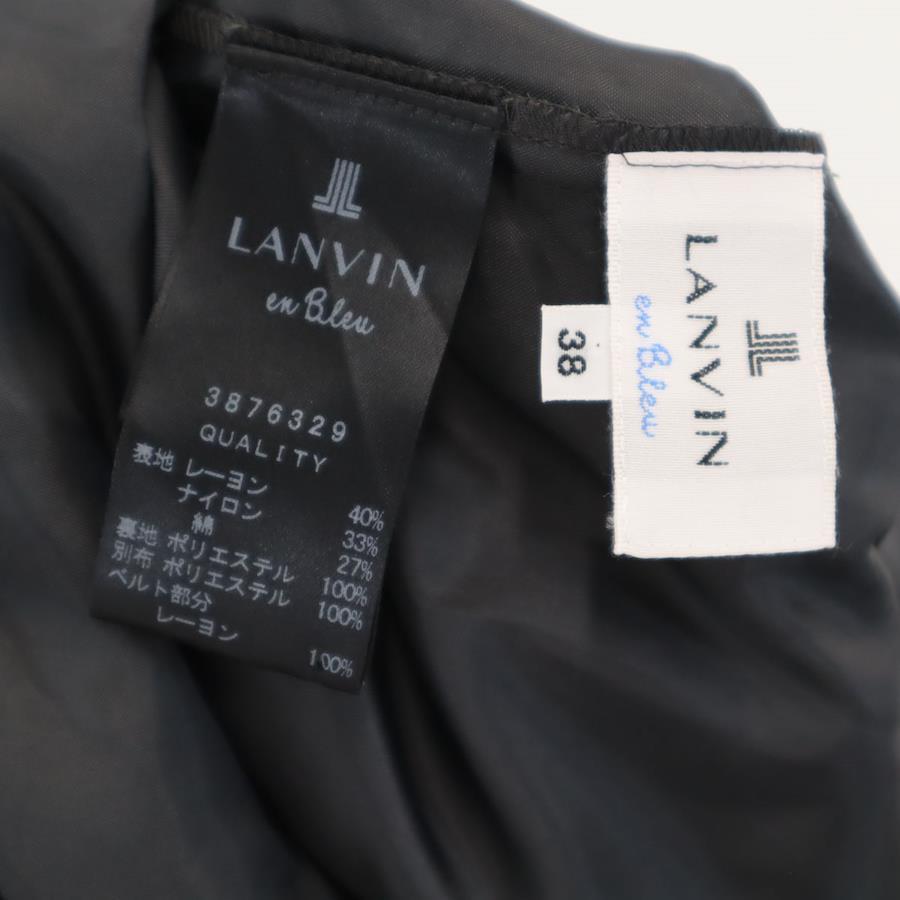 LANVIN
en Bleu
3876329
QUALITY
表地 レーヨン 40%
ナイロン 33%
綿 27%
裏地 ポリエステル 100%
別布 ポリエステル 100%
ベルト部分
レーヨン 100%
38
LANVIN
en Bleu